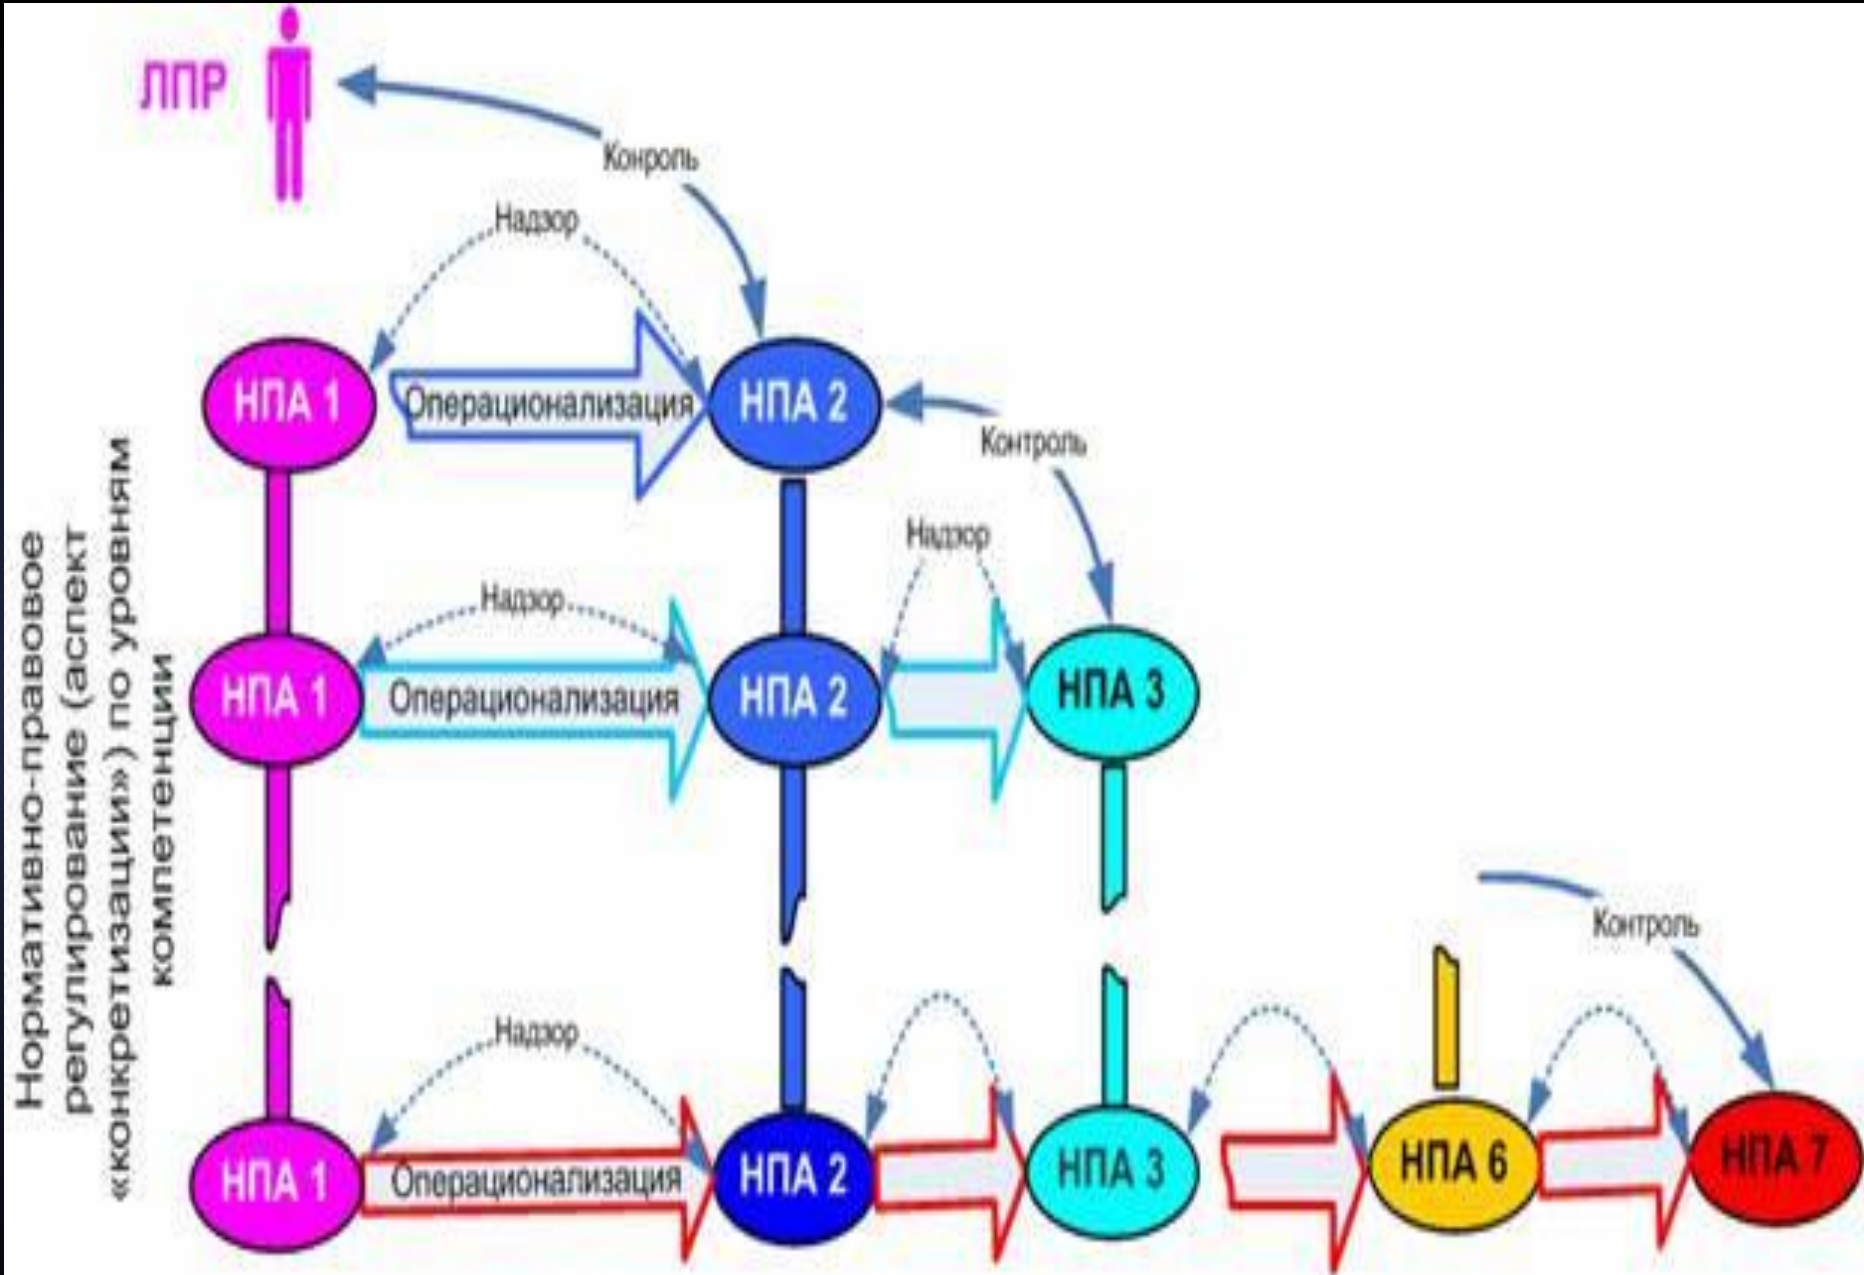 ЛПР
Конроль
Надзор
НПА 1
Операционализация
НПА 2
Контроль
Надзор
Надзор
НПА 1
Операционализация
НПА 2
НПА 3
Контроль
Надзор
НПА 1
Операционализация
НПА 2
НПА 3
НПА 6
НПА 7
Нормативно-правовое
регулирование (аспект
«конкретизации») по уровням
компетенции